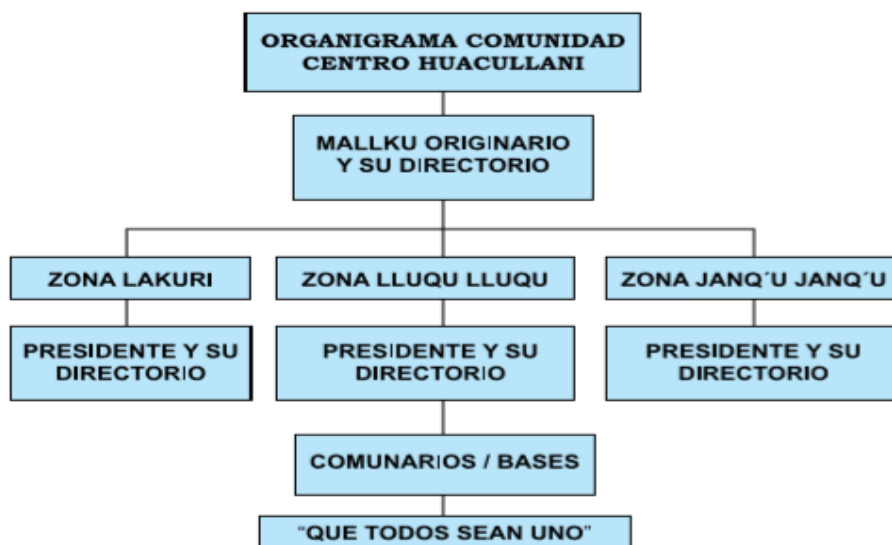 ORGANIGRAMA COMUNIDAD
CENTRO HUACULLANI
MALLKU ORIGINARIO
Y SU DIRECTORIO
ZONA LAKURI
ZONA LLUQU LLUQU
ZONA JANQ´U JANQ´U
PRESIDENTE Y SU
DIRECTORIO
PRESIDENTE Y SU
DIRECTORIO
PRESIDENTE Y SU
DIRECTORIO
COMUNARIOS / BASES
“QUE TODOS SEAN UNO”